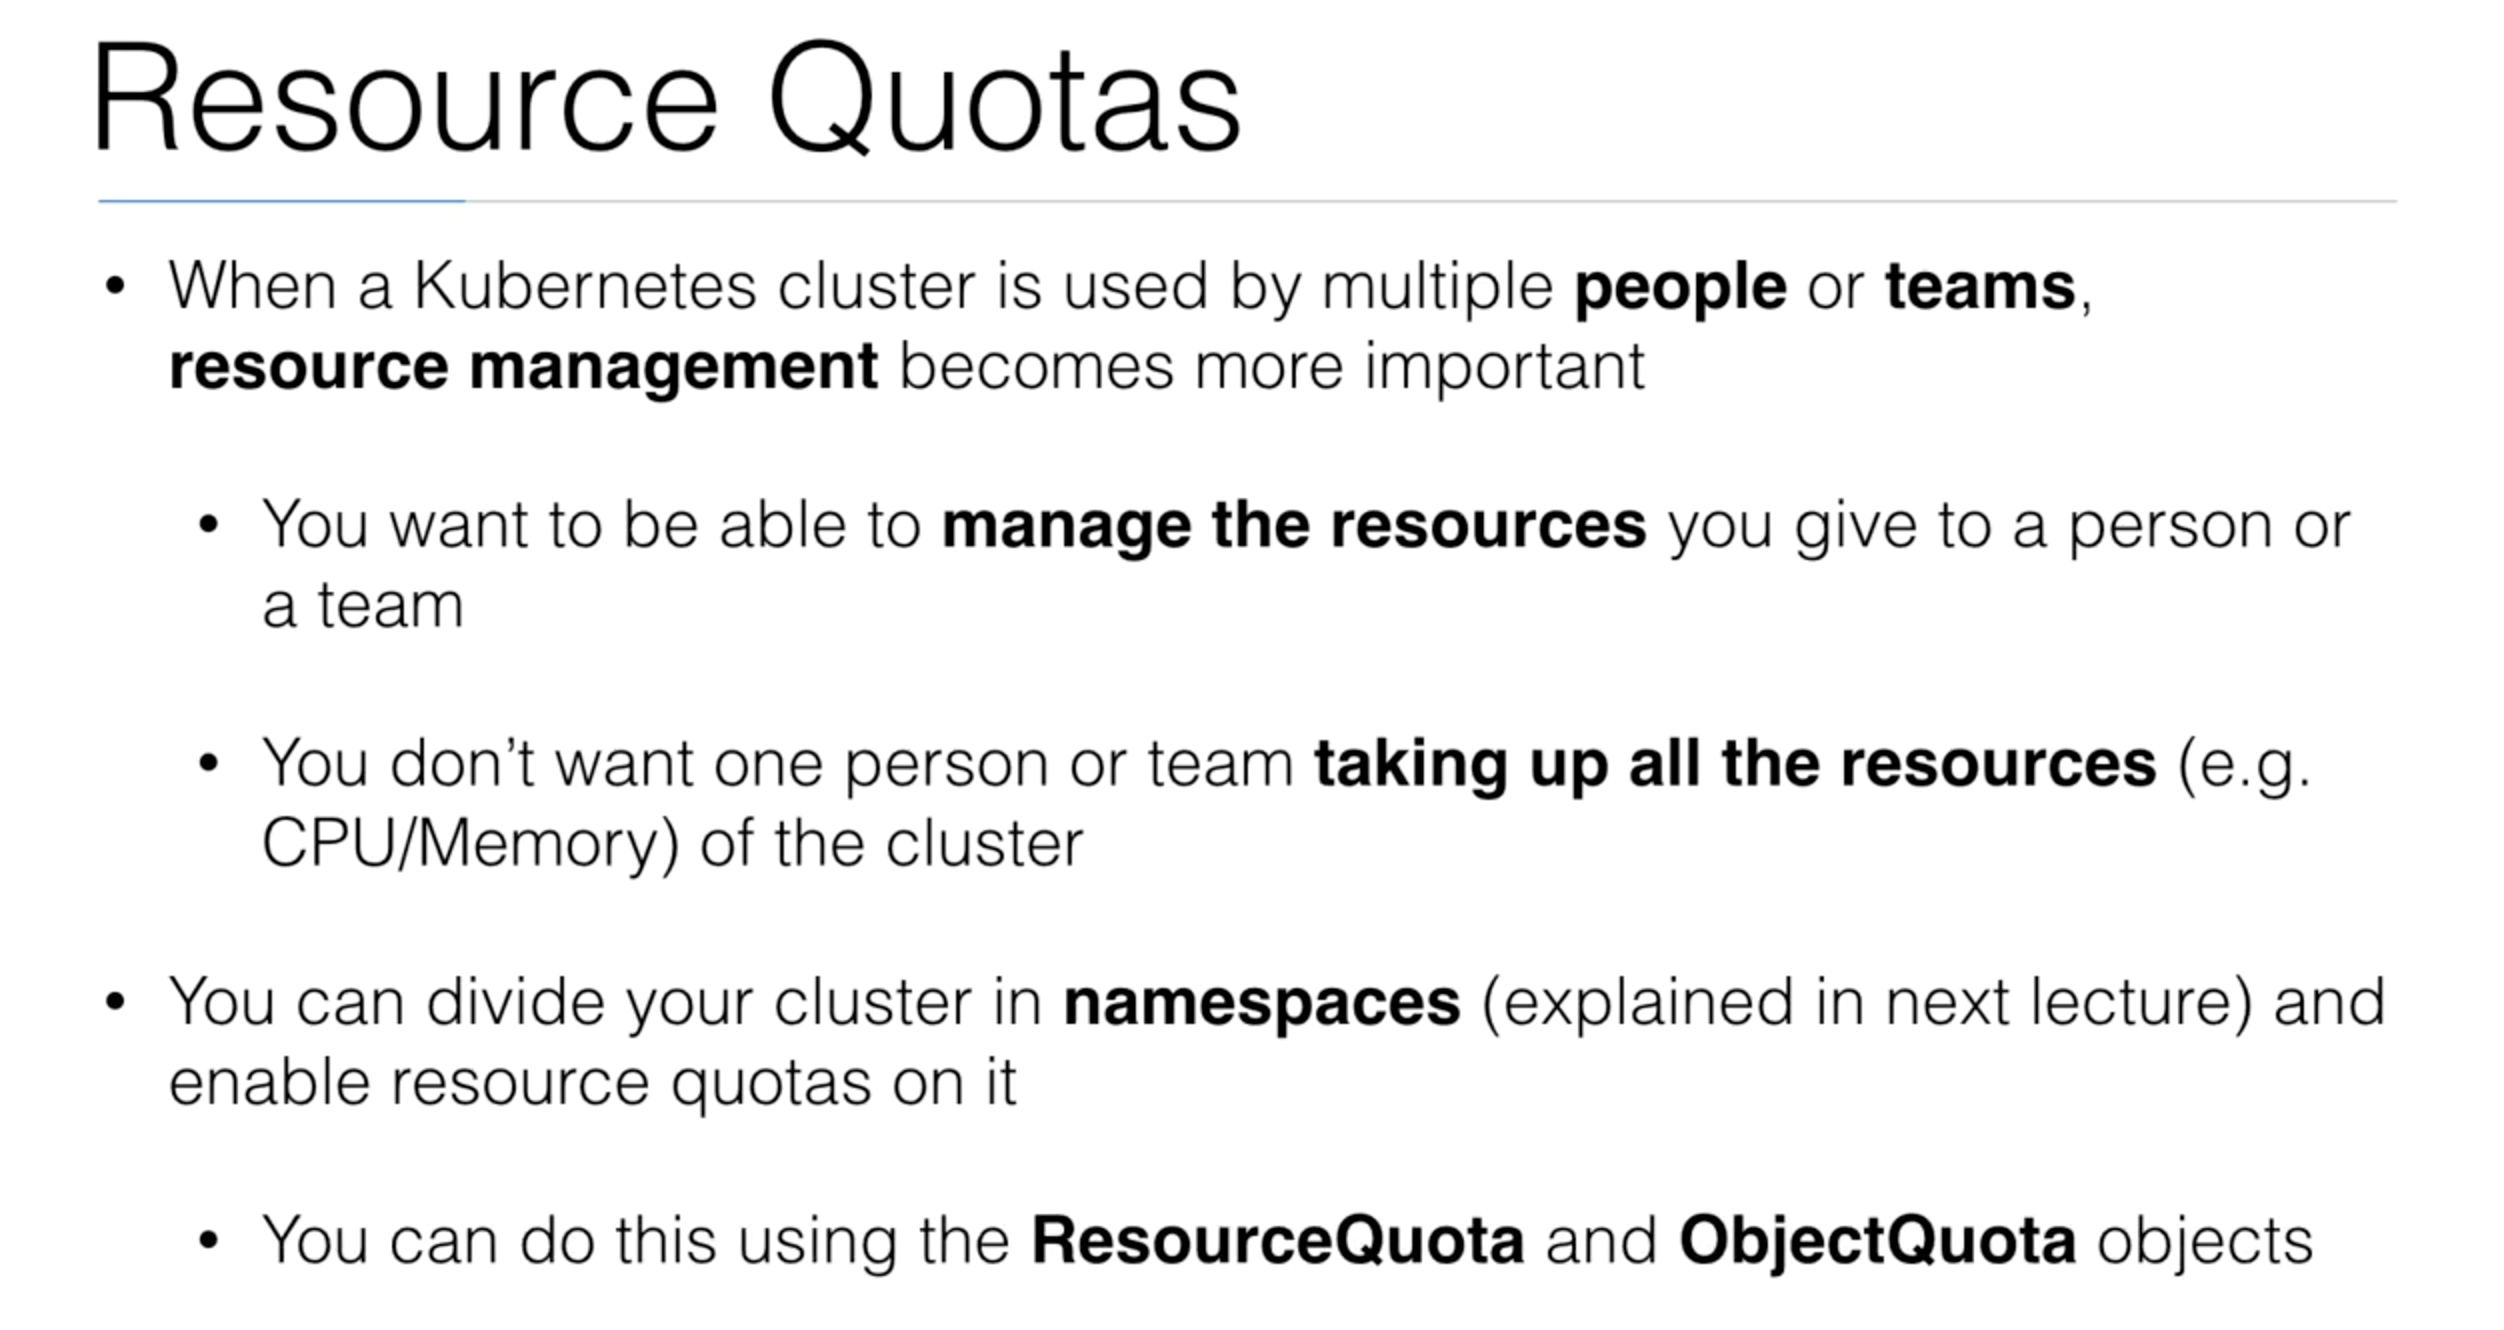 Resource Quotas
• When a Kubernetes cluster is used by multiple people or teams,
resource management becomes more important
• You want to be able to manage the resources you give to a person or
a team
• You don’t want one person or team taking up all the resources (e.g.
CPU/Memory) of the cluster
• You can divide your cluster in namespaces (explained in next lecture) and
enable resource quotas on it
• You can do this using the ResourceQuota and ObjectQuota objects